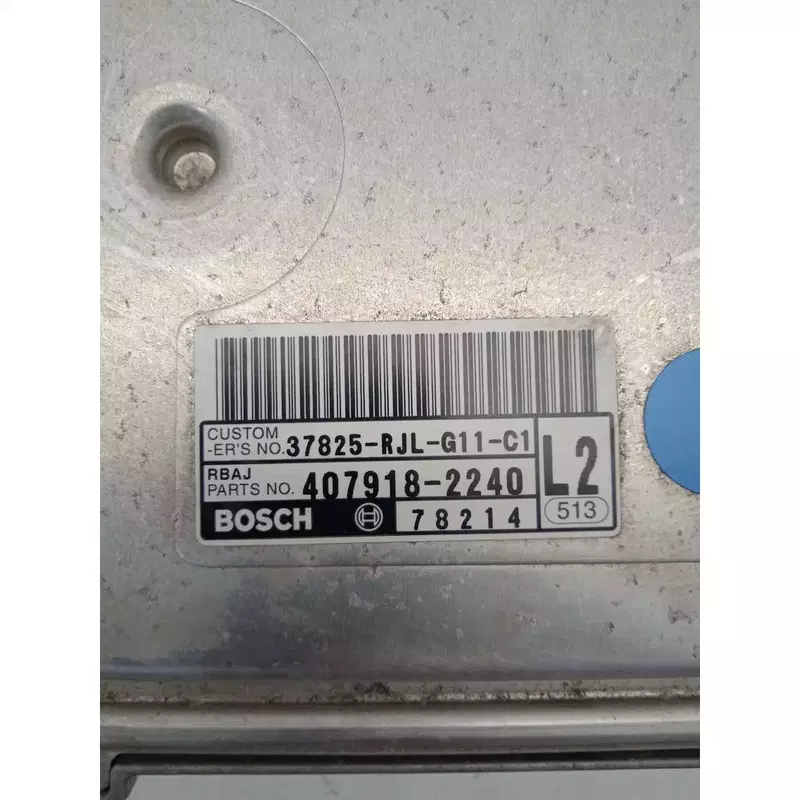 CUSTOM
-ER'S NO. 37825-RJL-G11-C1
RBAJ
PARTS NO. 407918-2240
L2
BOSCH 78214
513